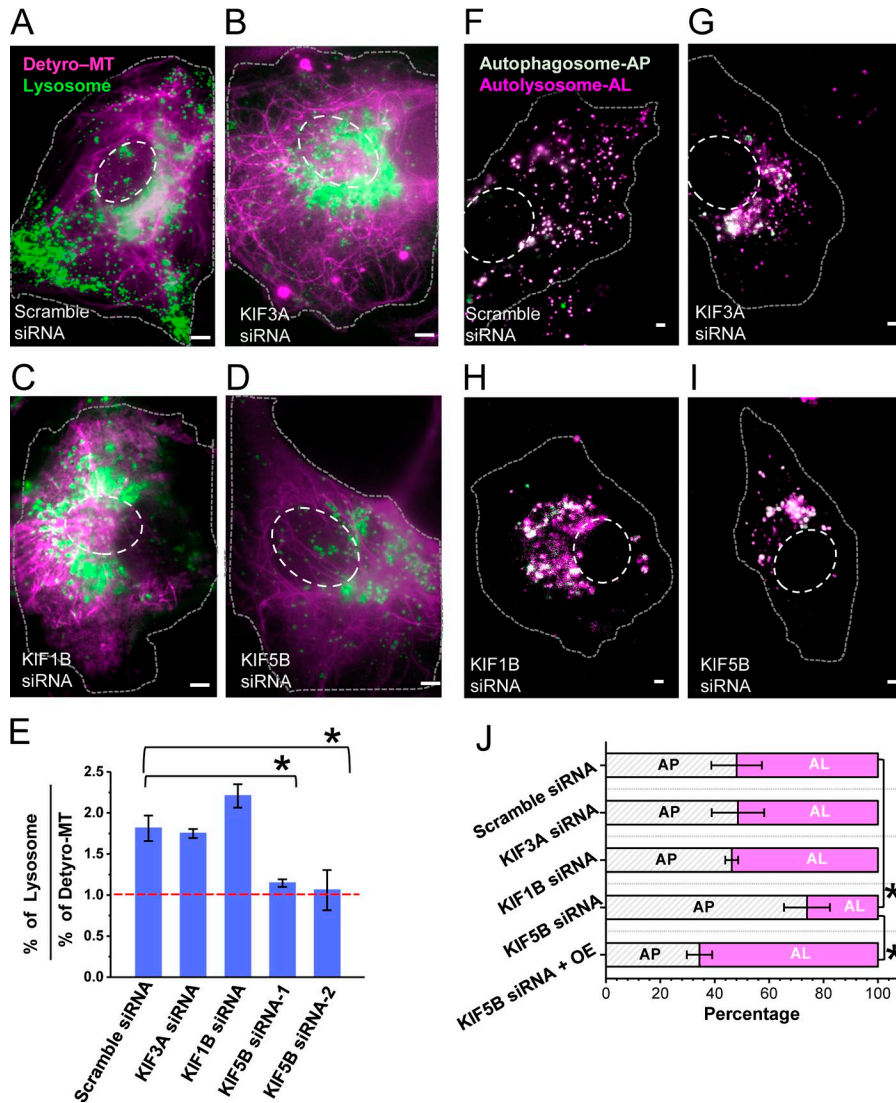 A
Detyro–MT
Lysosome
Scramble
siRNA
B
KIF3A
siRNA
F
Autophagosome-AP
Autolysosome-AL
Scramble
siRNA
G
KIF3A
siRNA
C
KIF1B
siRNA
D
KIF5B
siRNA
H
KIF1B
siRNA
I
KIF5B
siRNA
E
% of Lysosome
% of Detyro-MT
* *
2.5
2.0
1.5
1.0
0.5
0.0
Scramble siRNA
KIF3A siRNA
KIF1B siRNA
KIF5B siRNA-1
KIF5B siRNA-2
J
Scramble siRNA AP AL
KIF3A siRNA AP AL
KIF1B siRNA AP AL
KIF5B siRNA AP AL *
KIF5B siRNA + OE AP AL *
0 20 40 60 80 100
Percentage